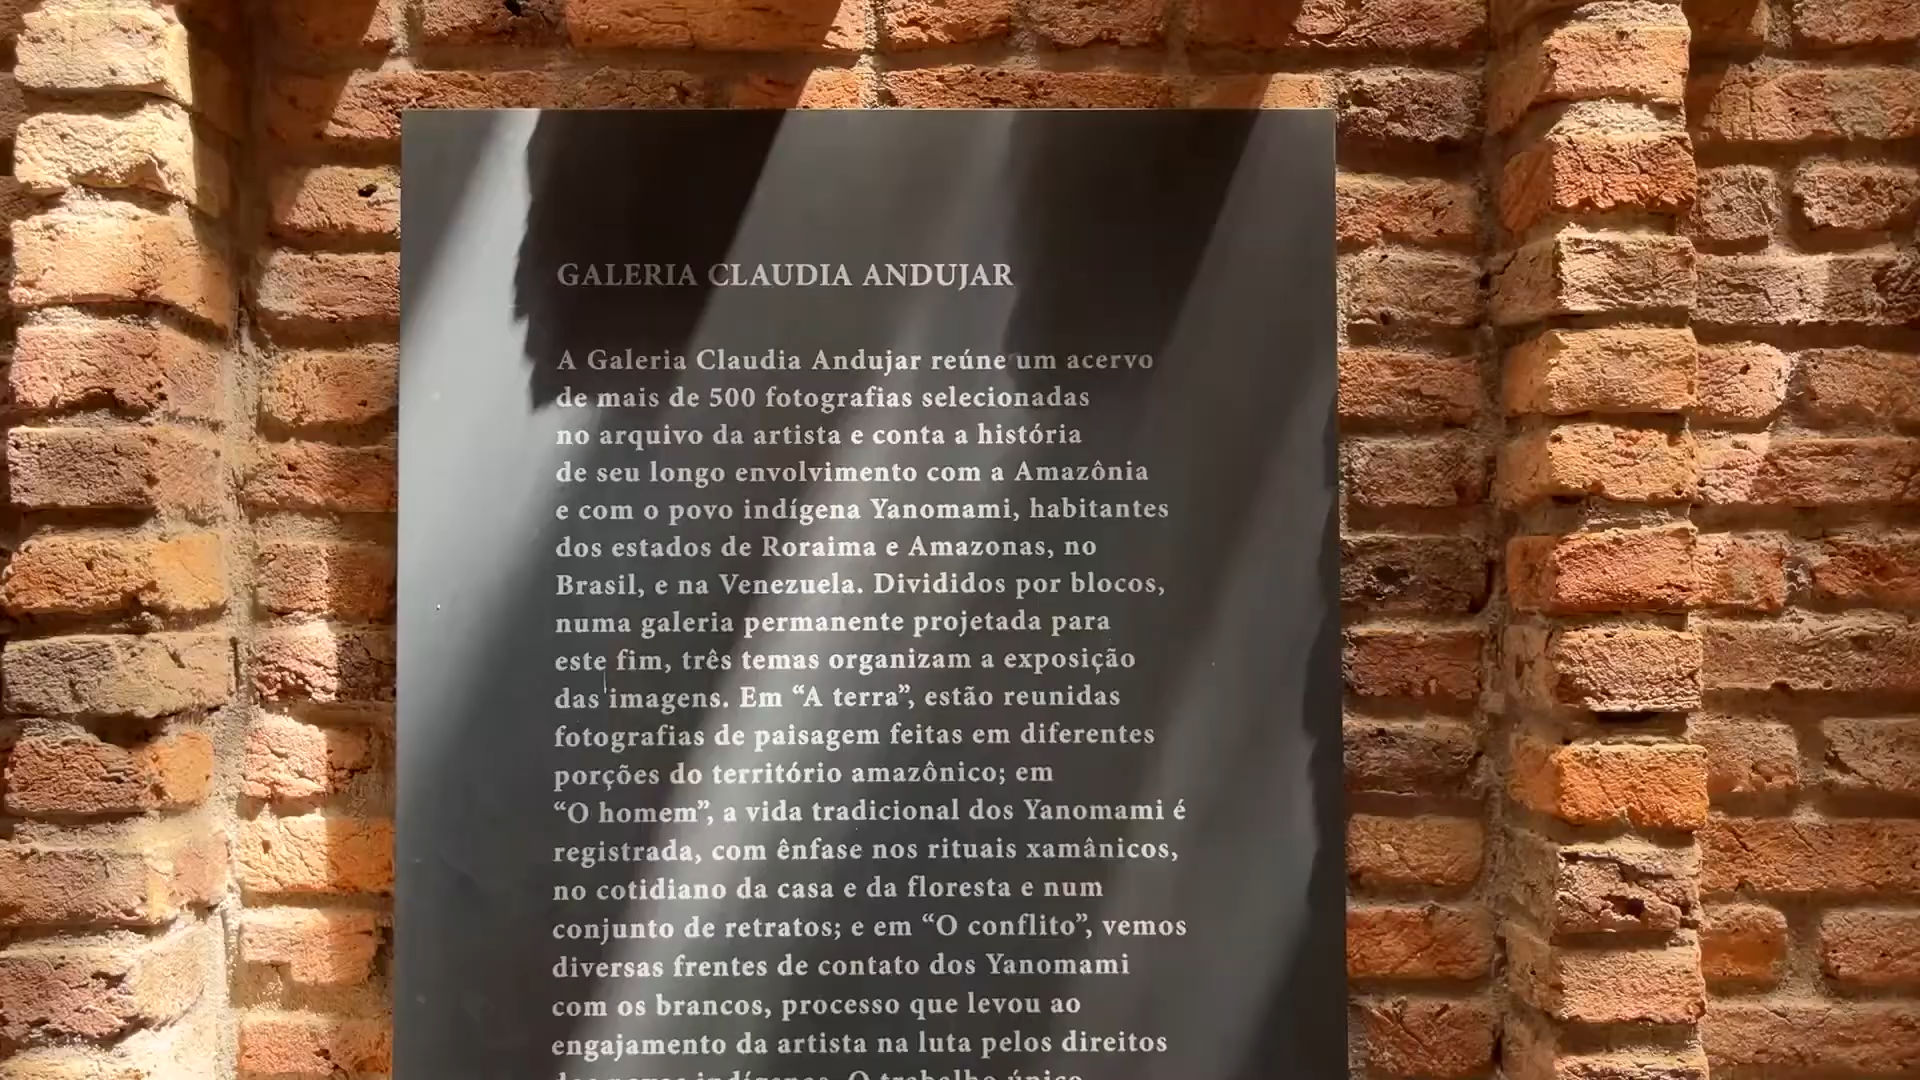 GALERIA CLAUDIA ANDUJAR
A Galeria Claudia Andujar reúne um acervo
de mais de 500 fotografias selecionadas
no arquivo da artista e conta a história
de seu longo envolvimento com a Amazônia
e com o povo indígena Yanomami, habitantes
dos estados de Roraima e Amazonas, no
Brasil, e na Venezuela. Divididos por blocos,
numa galeria permanente projetada para
este fim, três temas organizam a exposição
das imagens. Em “A terra”, estão reunidas
fotografias de paisagem feitas em diferentes
porções do território amazônico; em
“O homem”, a vida tradicional dos Yanomami é
registrada, com ênfase nos rituais xamânicos,
no cotidiano da casa e da floresta e num
conjunto de retratos; e em “O conflito”, vemos
diversas frentes de contato dos Yanomami
com os brancos, processo que levou ao
engajamento da artista na luta pelos direitos
dos povos indígenas. O trabalho único